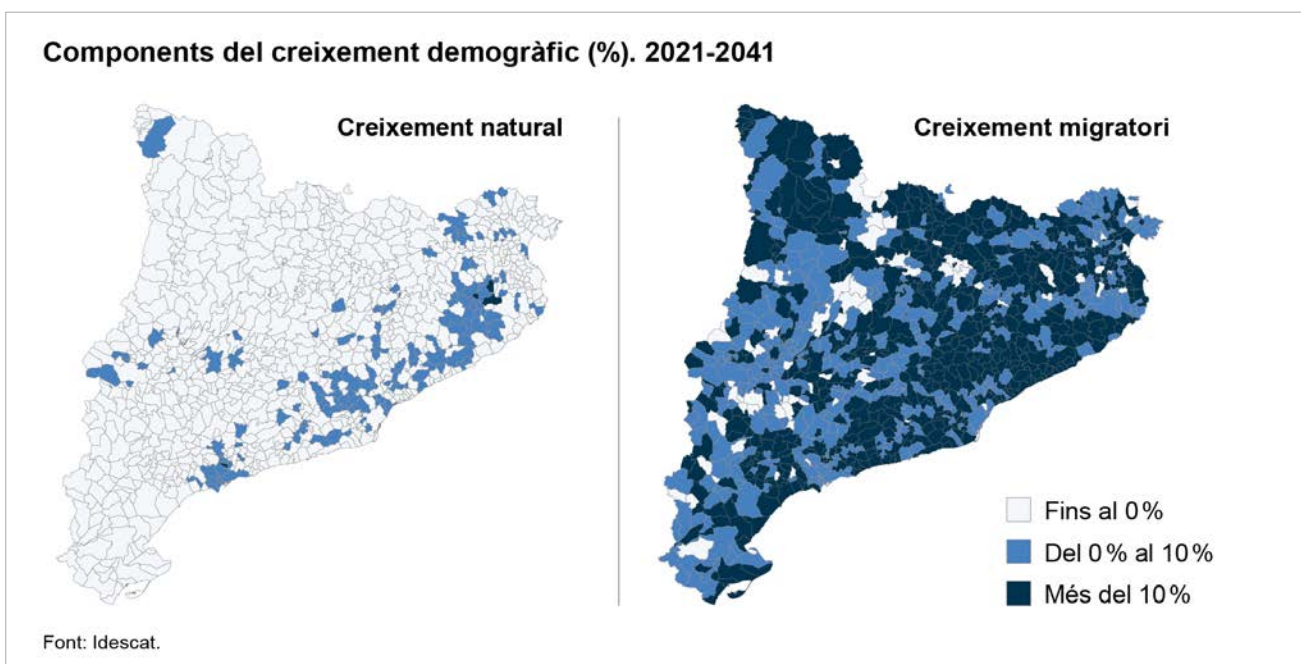 Components del creixement demogràfic (%). 2021-2041
Creixement natural
Creixement migratori
Fins al 0 %
Del 0 % al 10 %
Més del 10 %
Font: Idescat.